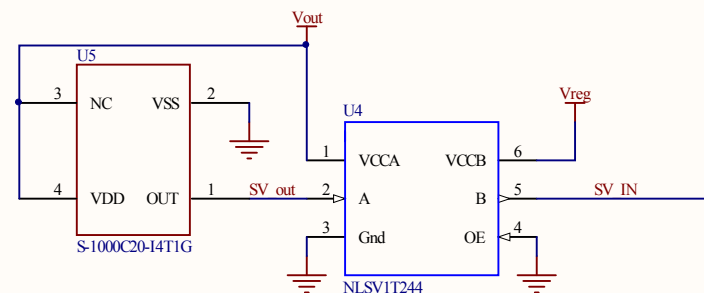 Vout
U5
3 NC VSS 2
4 VDD OUT 1
S-1000C20-I4T1G
SV_out
U4
Vreg
1 VCCA VCCB 6
2 A B 5
3 Gnd OE 4
NLSV1T244
SV_IN